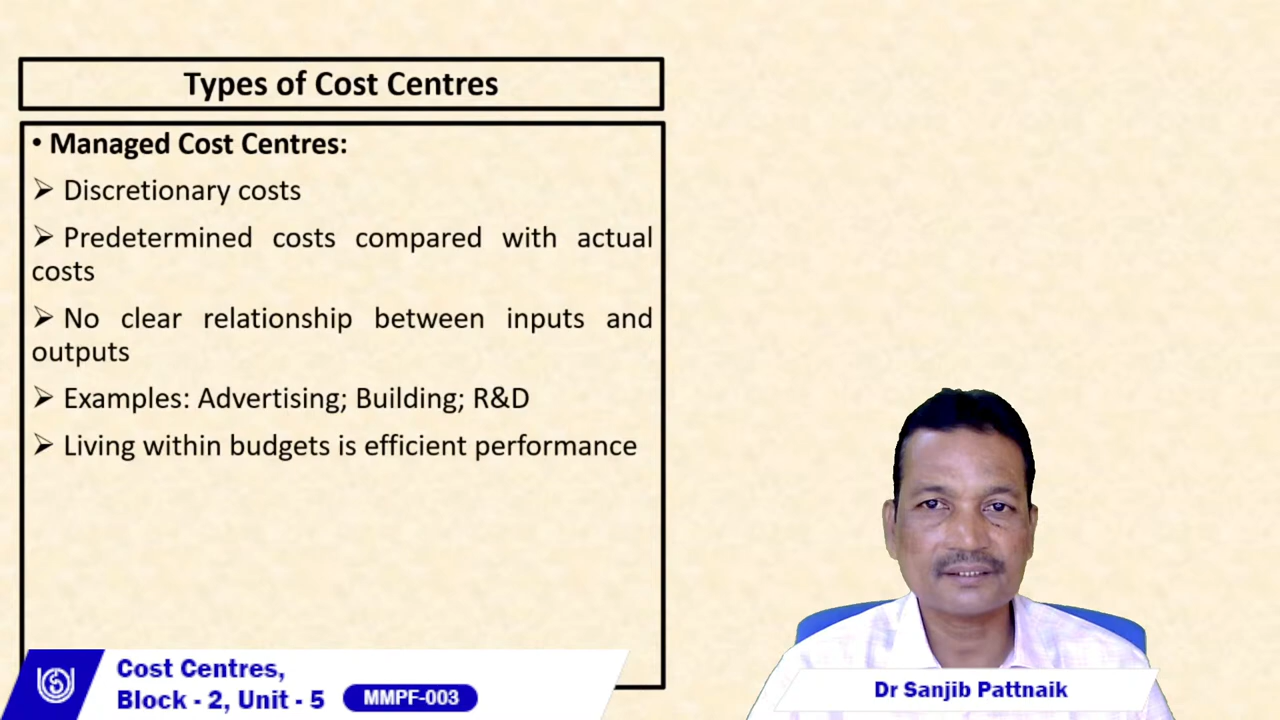 Types of Cost Centres
• Managed Cost Centres:
➢ Discretionary costs
➢ Predetermined costs compared with actual
costs
➢ No clear relationship between inputs and
outputs
➢ Examples: Advertising; Building; R&D
➢ Living within budgets is efficient performance
Cost Centres,
Block - 2, Unit - 5
MMPF-003
Dr Sanjib Pattnaik